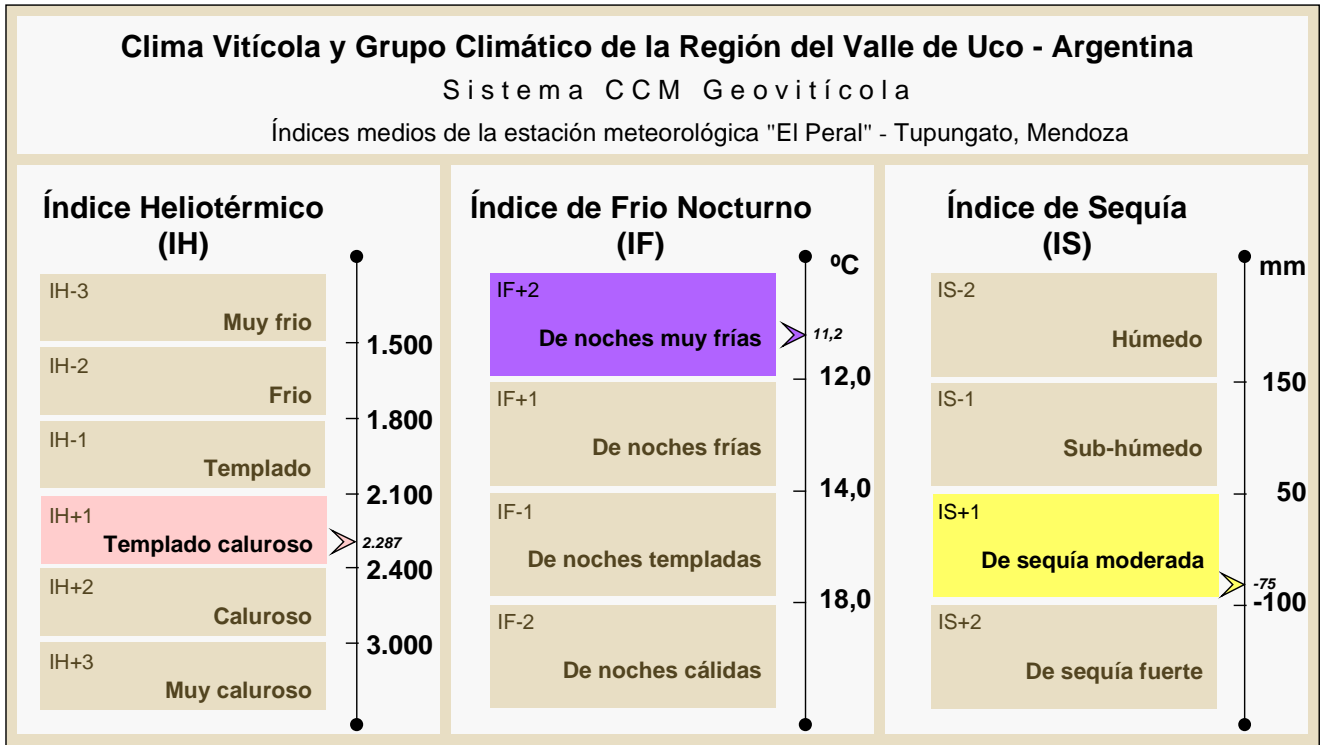 Clima Vitícola y Grupo Climático de la Región del Valle de Uco - Argentina
Sistema CCM Geovitícola
Índices medios de la estación meteorológica "El Peral" - Tupungato, Mendoza
Índice Heliotérmico
(IH)
IH-3
Muy frio
1.500
IH-2
Frio
1.800
IH-1
Templado
2.100
IH+1
Templado caluroso
2.287
2.400
IH+2
Caluroso
3.000
IH+3
Muy caluroso
Índice de Frio Nocturno
(IF)
ºC
IF+2
De noches muy frías
11,2
12,0
IF+1
De noches frías
14,0
IF-1
De noches templadas
18,0
IF-2
De noches cálidas
Índice de Sequía
(IS)
mm
IS-2
Húmedo
150
IS-1
Sub-húmedo
50
IS+1
De sequía moderada
-75
-100
IS+2
De sequía fuerte